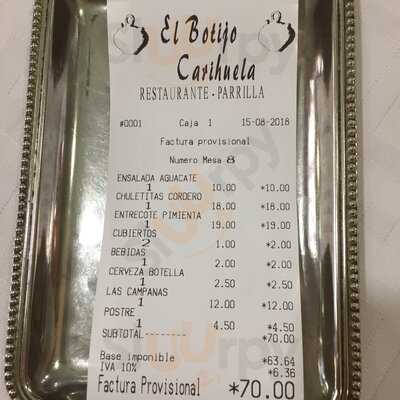 El Botijo
Carihuela
RESTAURANTE - PARRILLA
#0001 Caja 1 15-08-2018
Factura provisional
Numero Mesa 8
ENSALADA AGUACATE
1 10.00 *10.00
CHULETITAS CORDERO
1 18.00 *18.00
ENTRECOTE PIMIENTA
1 19.00 *19.00
CUBIERTOS
2 1.00 *2.00
BEBIDAS
1 2.00 *2.00
CERVEZA BOTELLA
1 2.50 *2.50
LAS CAMPANAS
1 12.00 *12.00
POSTRE
1 4.50 *4.50
SUBTOTAL-------- *70.00
Base imponible *63.64
IVA 10% *6.36
Factura Provisional *70.00